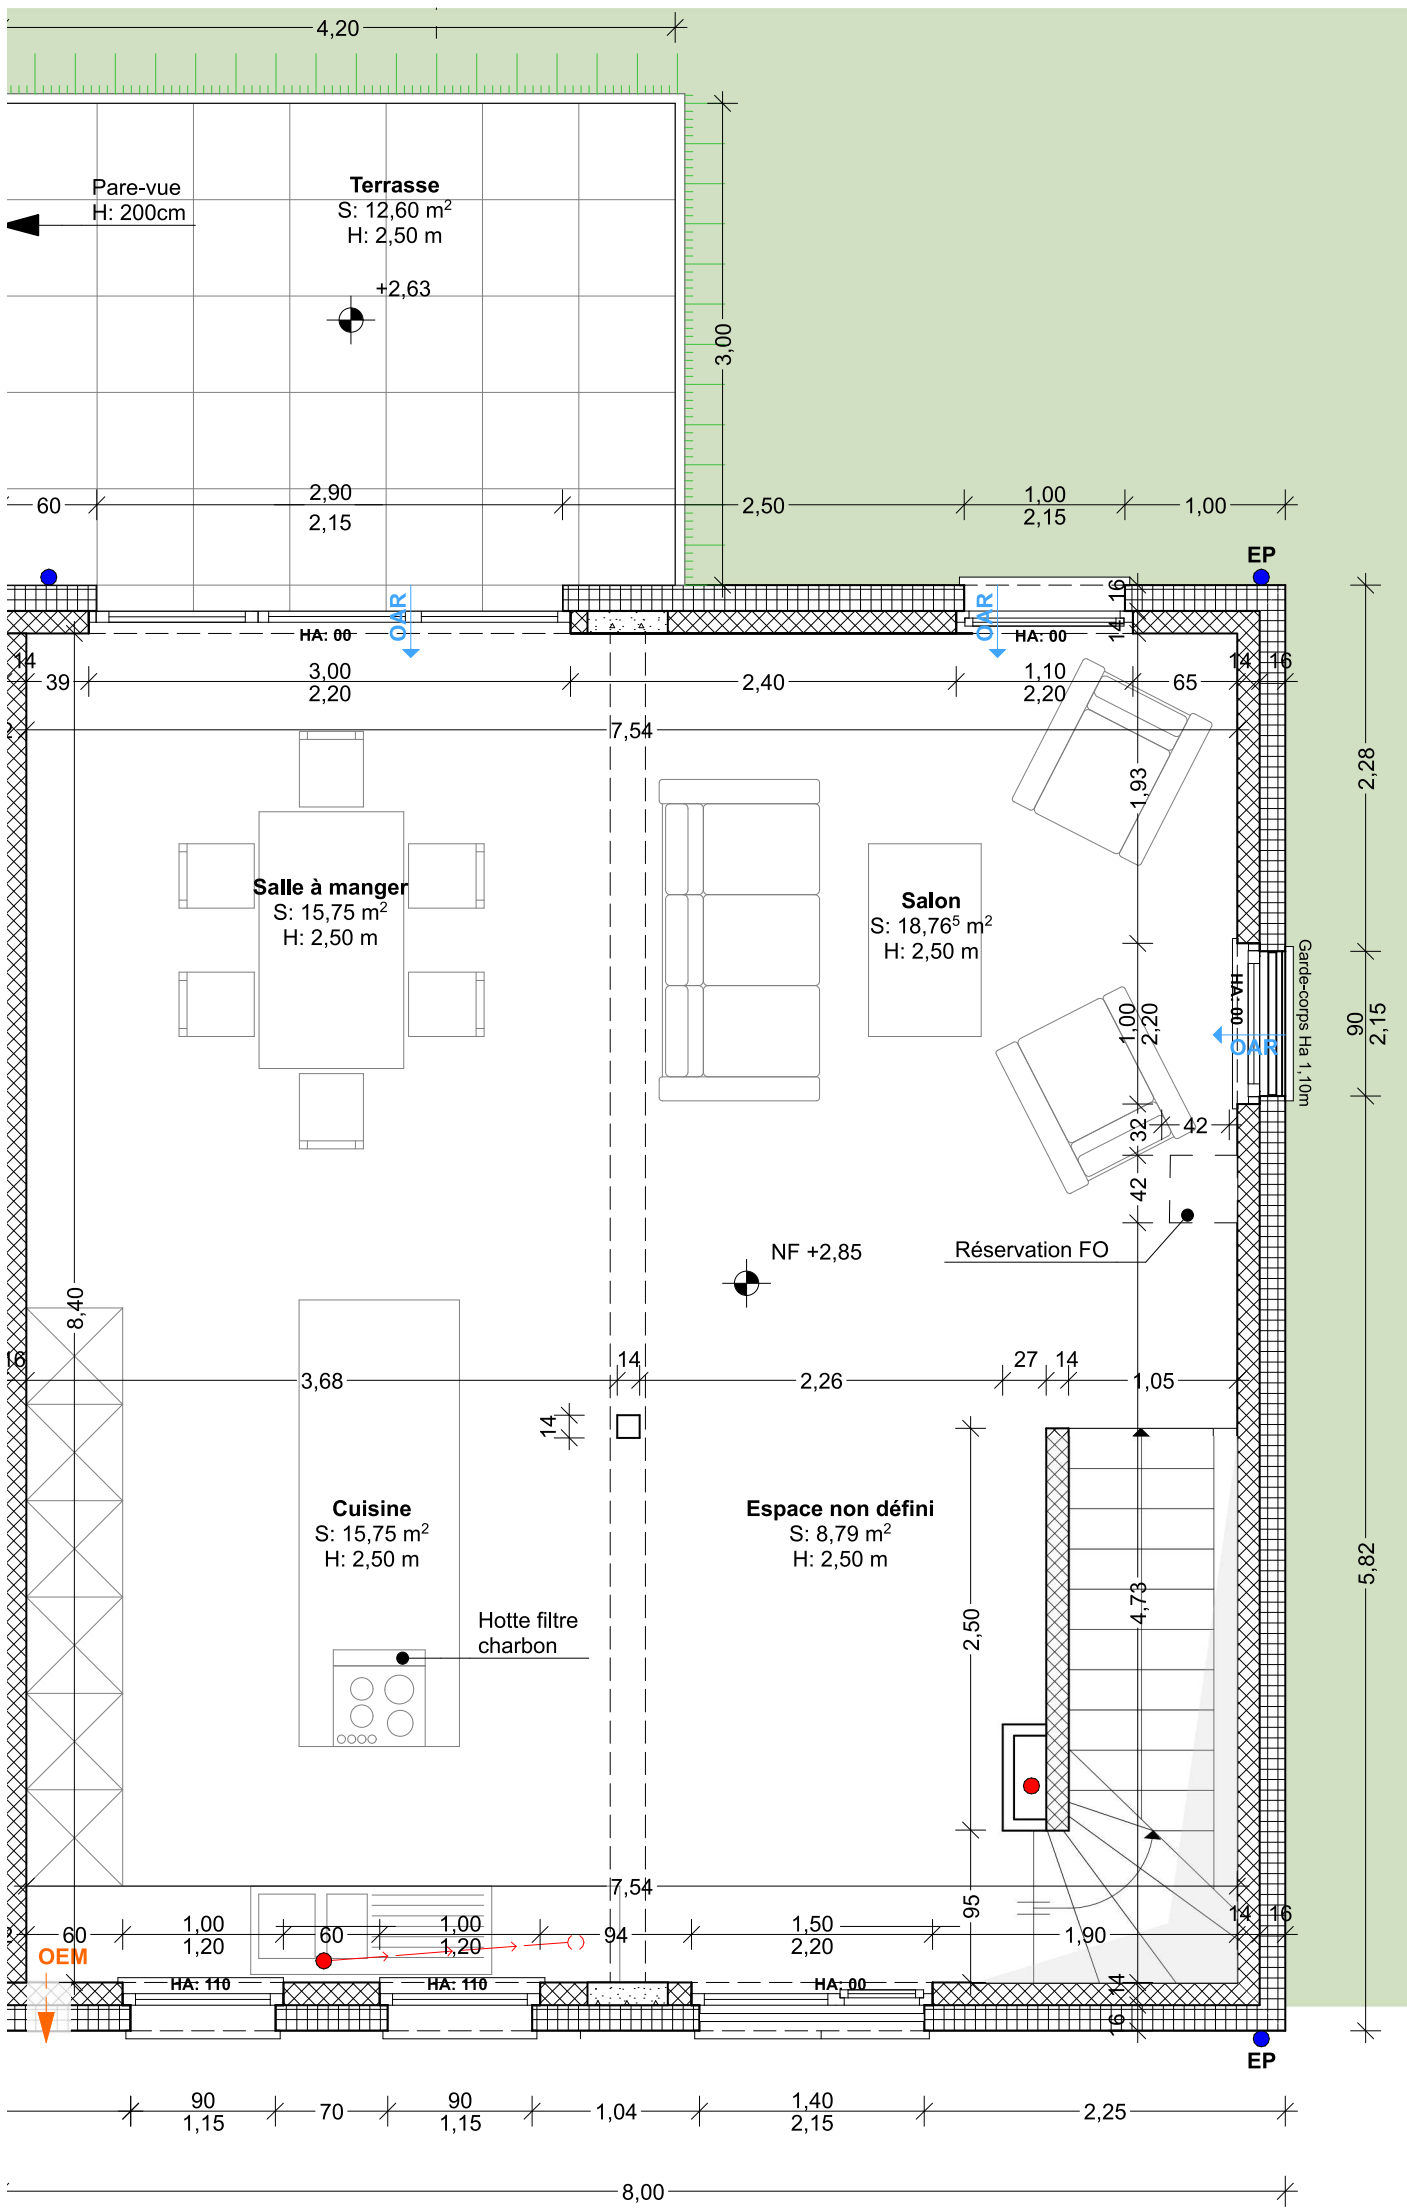 4,20
Pare-vue
H: 200cm
Terrasse
S: 12,60 m²
H: 2,50 m
+2,63
3,00
60
2,90
2,15
2,50
1,00
2,15
1,00
EP
OAR
HA: 00
OAR
HA: 00
16
14
14
39
3,00
2,20
2,40
1,10
2,20
65
14
16
7,54
2,28
1,93
Salle à manger
S: 15,75 m²
H: 2,50 m
Salon
S: 18,76⁵ m²
H: 2,50 m
HA: 00
OAR
Garde-corps Ha 1,10m
90
2,15
1,00
2,20
32
42
42
NF +2,85
Réservation FO
8,40
16
3,68
14
2,26
27
14
1,05
14
Cuisine
S: 15,75 m²
H: 2,50 m
Espace non défini
S: 8,79 m²
H: 2,50 m
5,82
4,73
2,50
Hotte filtre
charbon
7,54
95
60
1,00
1,20
60
1,00
1,20
94
1,50
2,20
1,90
14
16
OEM
HA: 110
HA: 110
HA: 00
14
16
EP
90
1,15
70
90
1,15
1,04
1,40
2,15
2,25
8,00